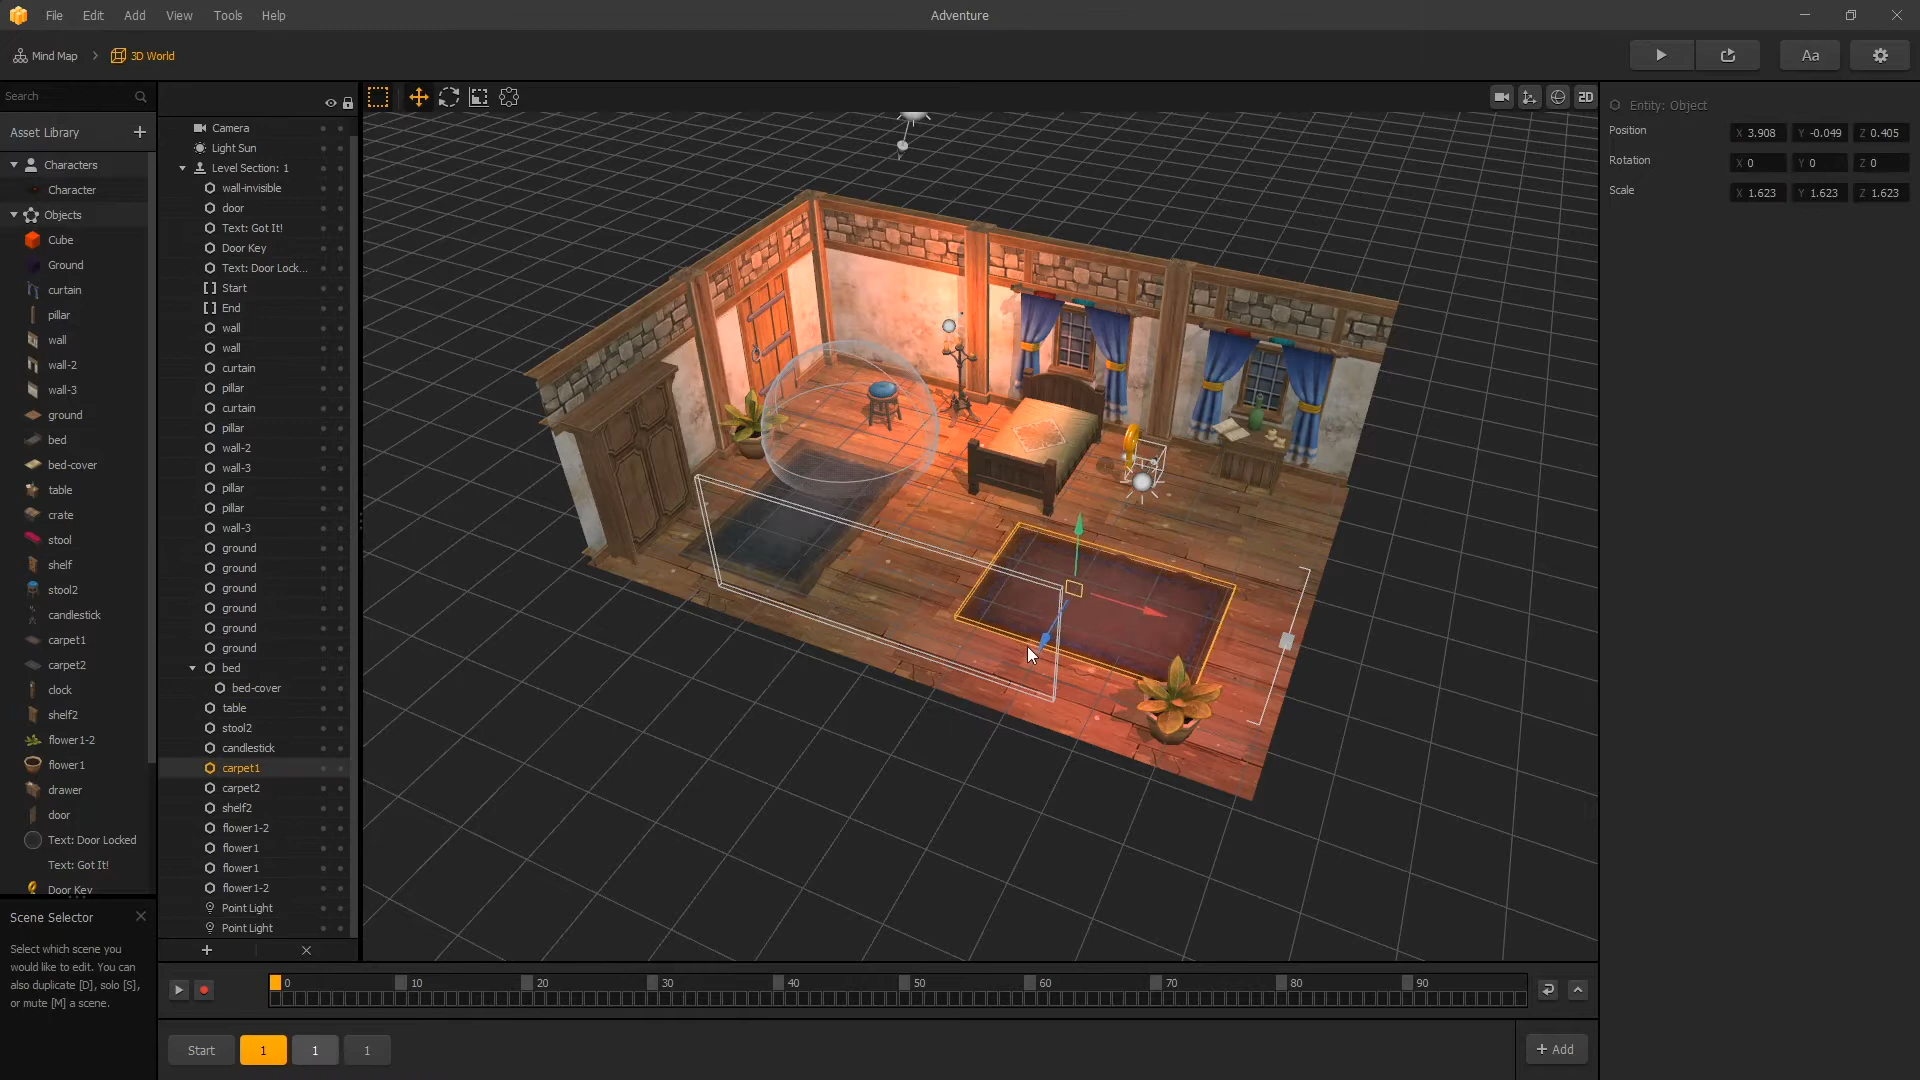 File Edit Add View Tools Help
Adventure
Mind Map
3D World
Aa
Search
Asset Library
Characters
Character
Objects
Cube
Ground
curtain
pillar
wall
wall-2
wall-3
ground
bed
bed-cover
table
crate
stool
shelf
stool2
candlestick
carpet1
carpet2
clock
shelf2
flower1-2
flower1
drawer
door
Text: Door Locked
Text: Got It!
Door Key
Scene Selector
Select which scene you
would like to edit. You can
also duplicate [D], solo [S],
or mute [M] a scene.
Camera
Light Sun
Level Section: 1
wall-invisible
door
Text: Got It!
Door Key
Text: Door Lock...
Start
End
wall
wall
curtain
pillar
curtain
pillar
wall-2
wall-3
pillar
pillar
wall-3
ground
ground
ground
ground
ground
ground
bed
bed-cover
table
stool2
candlestick
carpet1
carpet2
shelf2
flower1-2
flower1
flower1
flower1-2
Point Light
Point Light
2D
Entity: Object
Position X 3.908 Y -0.049 Z 0.405
Rotation X 0 Y 0 Z 0
Scale X 1.623 Y 1.623 Z 1.623
0 10 20 30 40 50 60 70 80 90
Start 1 1 1
+ Add